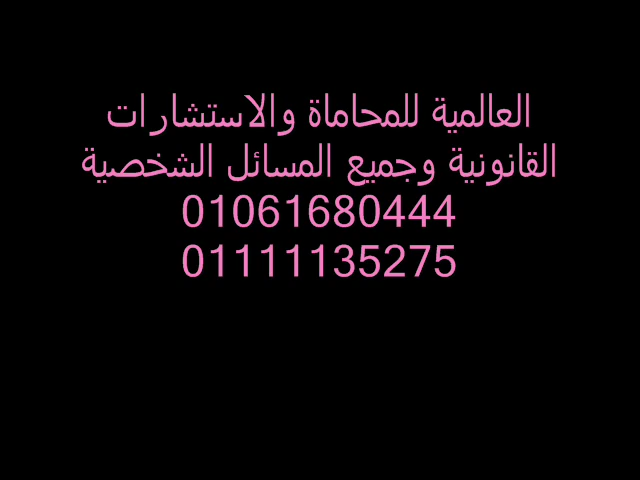 العالمية للمحاماة والاستشارات
القانونية وجميع المسائل الشخصية
01061680444
01111135275